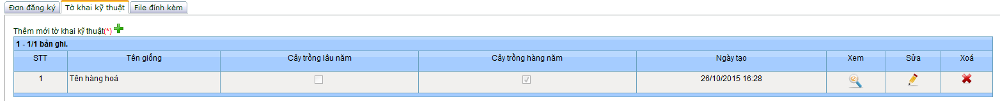 Đơn đăng ký Tờ khai kỹ thuật File đính kèm
Thêm mới tờ khai kỹ thuật(*)
1 - 1/1 bản ghi.
STT Tên giống Cây trồng lâu năm Cây trồng hàng năm Ngày tạo Xem Sửa Xoá
1 Tên hàng hoá 26/10/2015 16:28